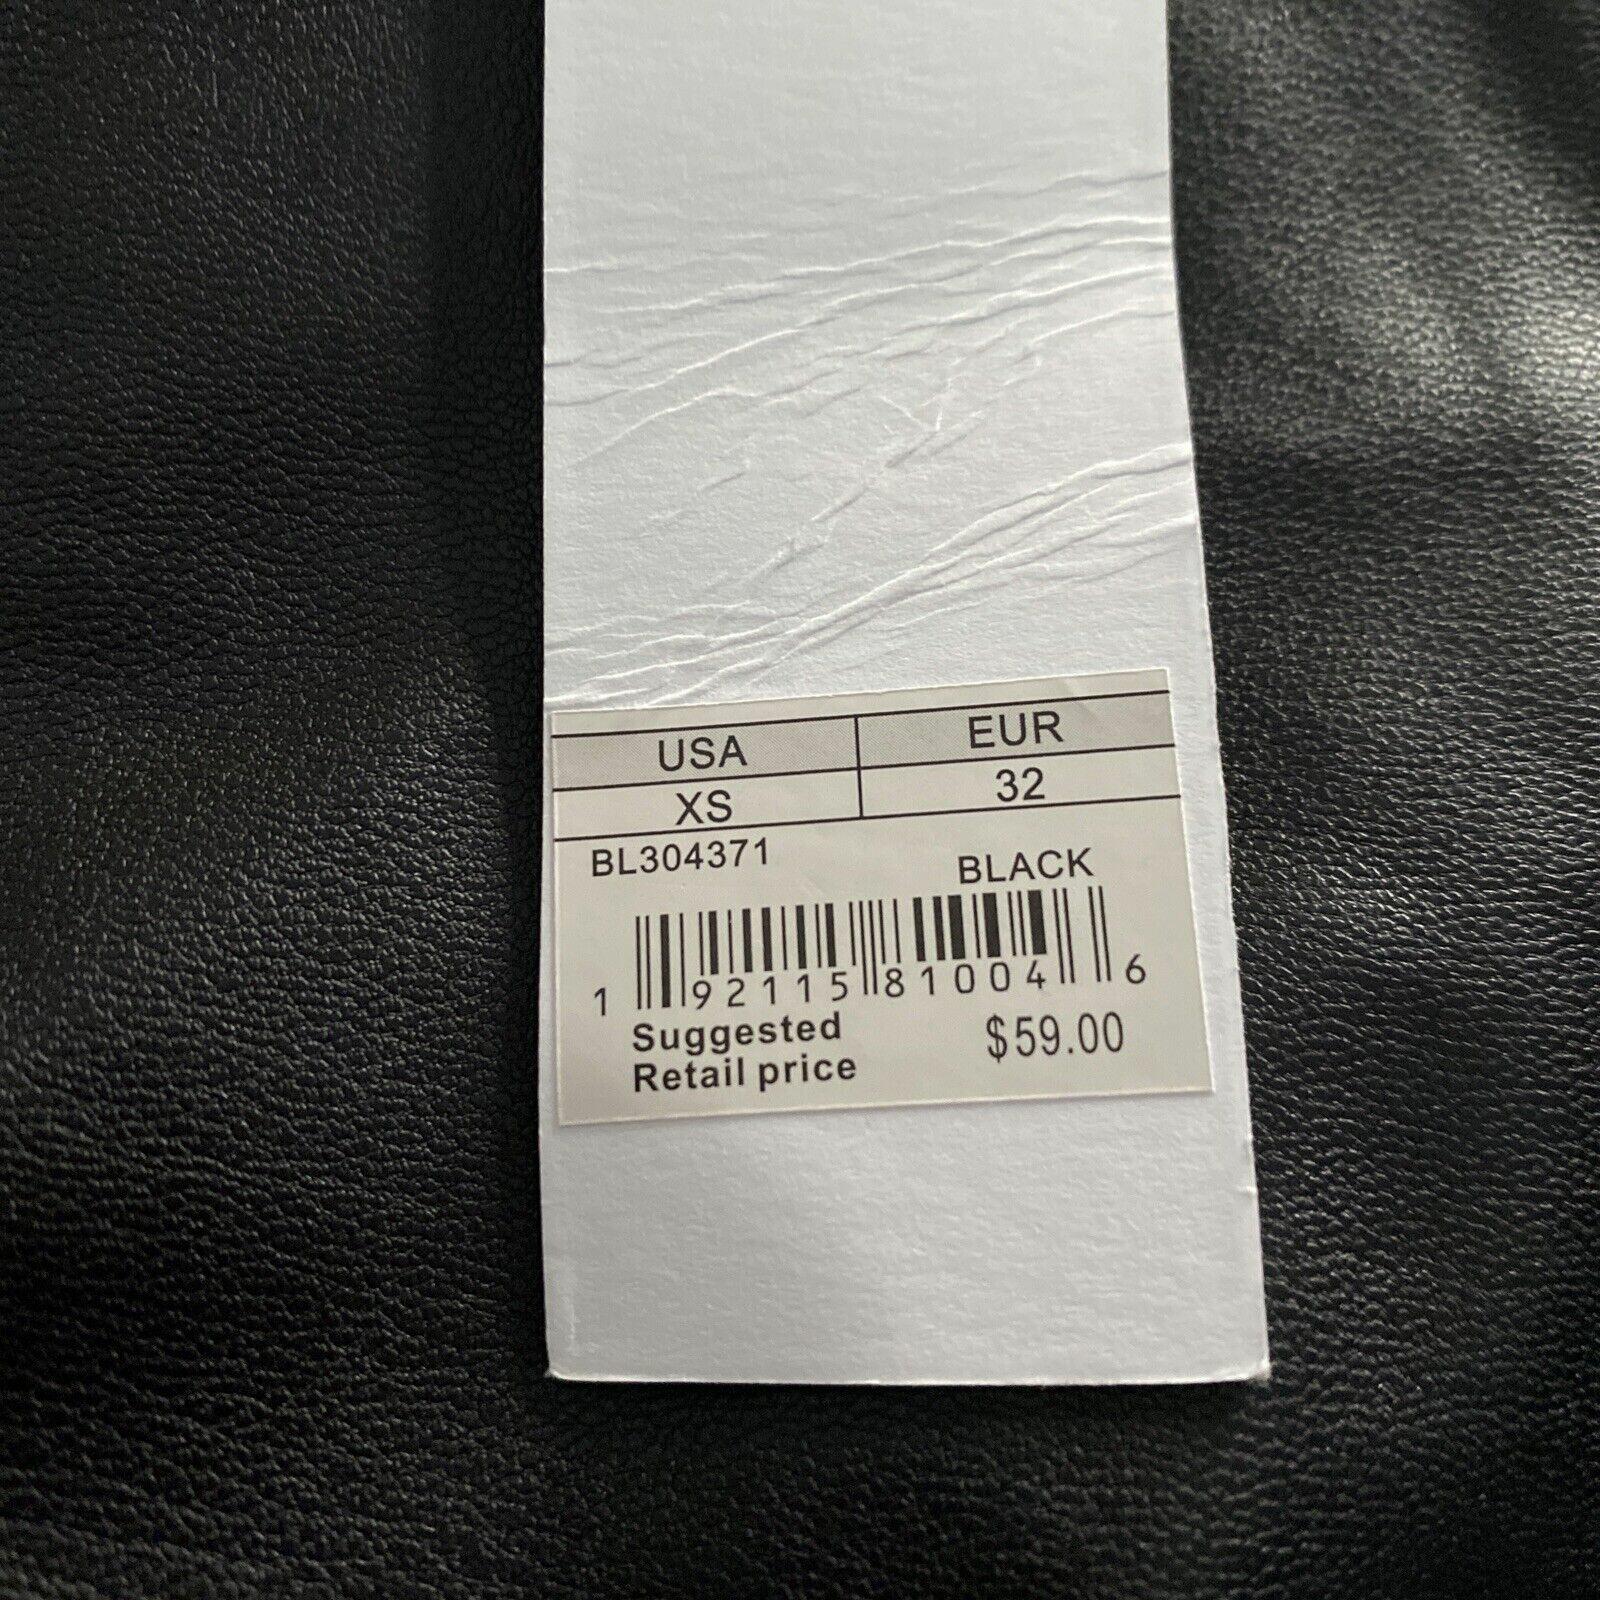 USA EUR
XS 32
BL304371 BLACK
1 92115 81004 6
Suggested
Retail price $59.00